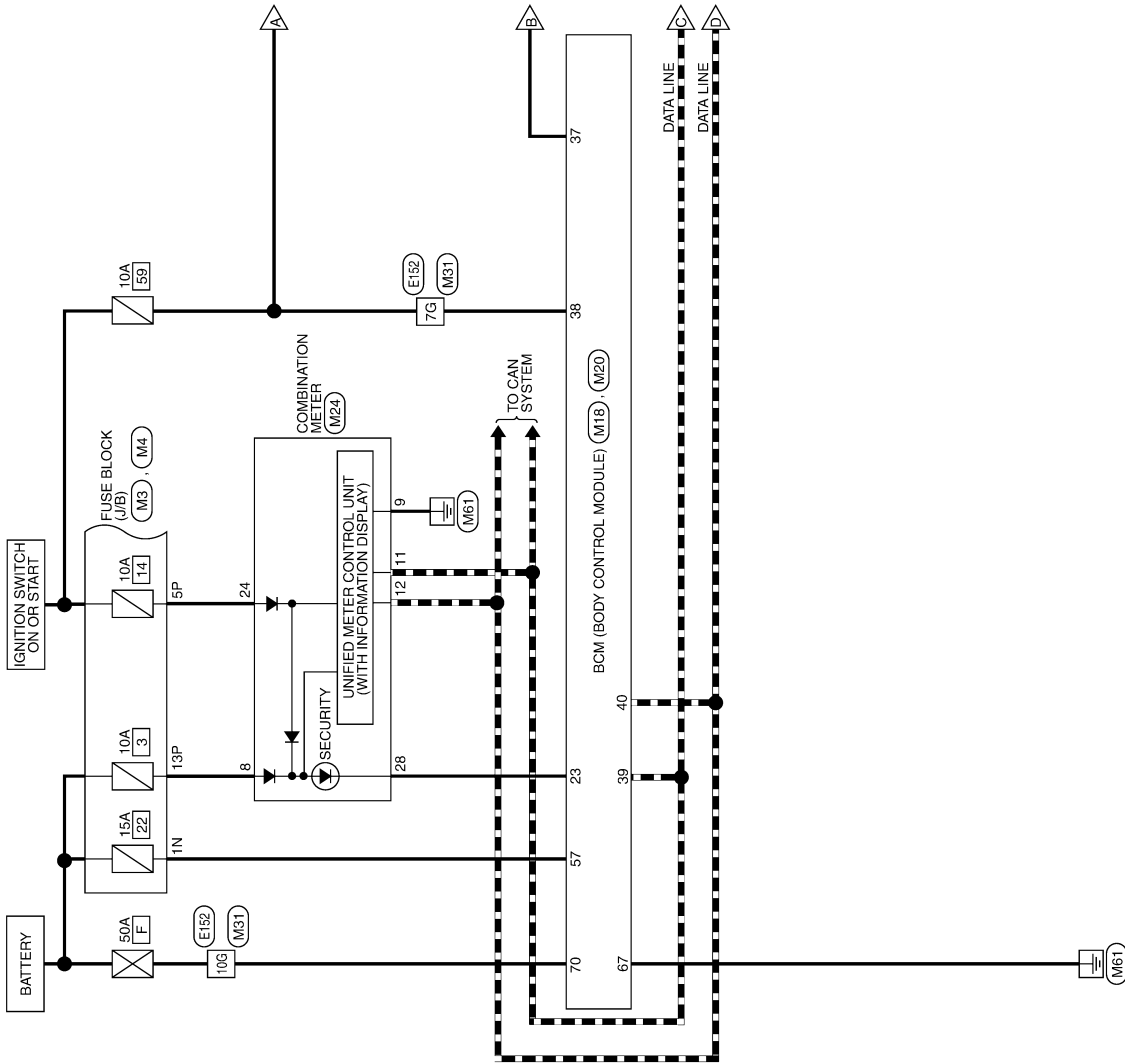 A
B
C
D
DATA LINE
DATA LINE
37
10A
59
E152
M31
7G
38
COMBINATION
METER
M24
TO CAN
SYSTEM
FUSE BLOCK
(J/B)
M3 , M4
IGNITION SWITCH
ON OR START
10A
14
5P
24
UNIFIED METER CONTROL UNIT
(WITH INFORMATION DISPLAY)
9
M61
11
12
BCM (BODY CONTROL MODULE) M18 , M20
40
10A
3
13P
8
SECURITY
28
23
39
15A
22
1N
57
BATTERY
50A
F
E152
M31
10G
70
67
M61